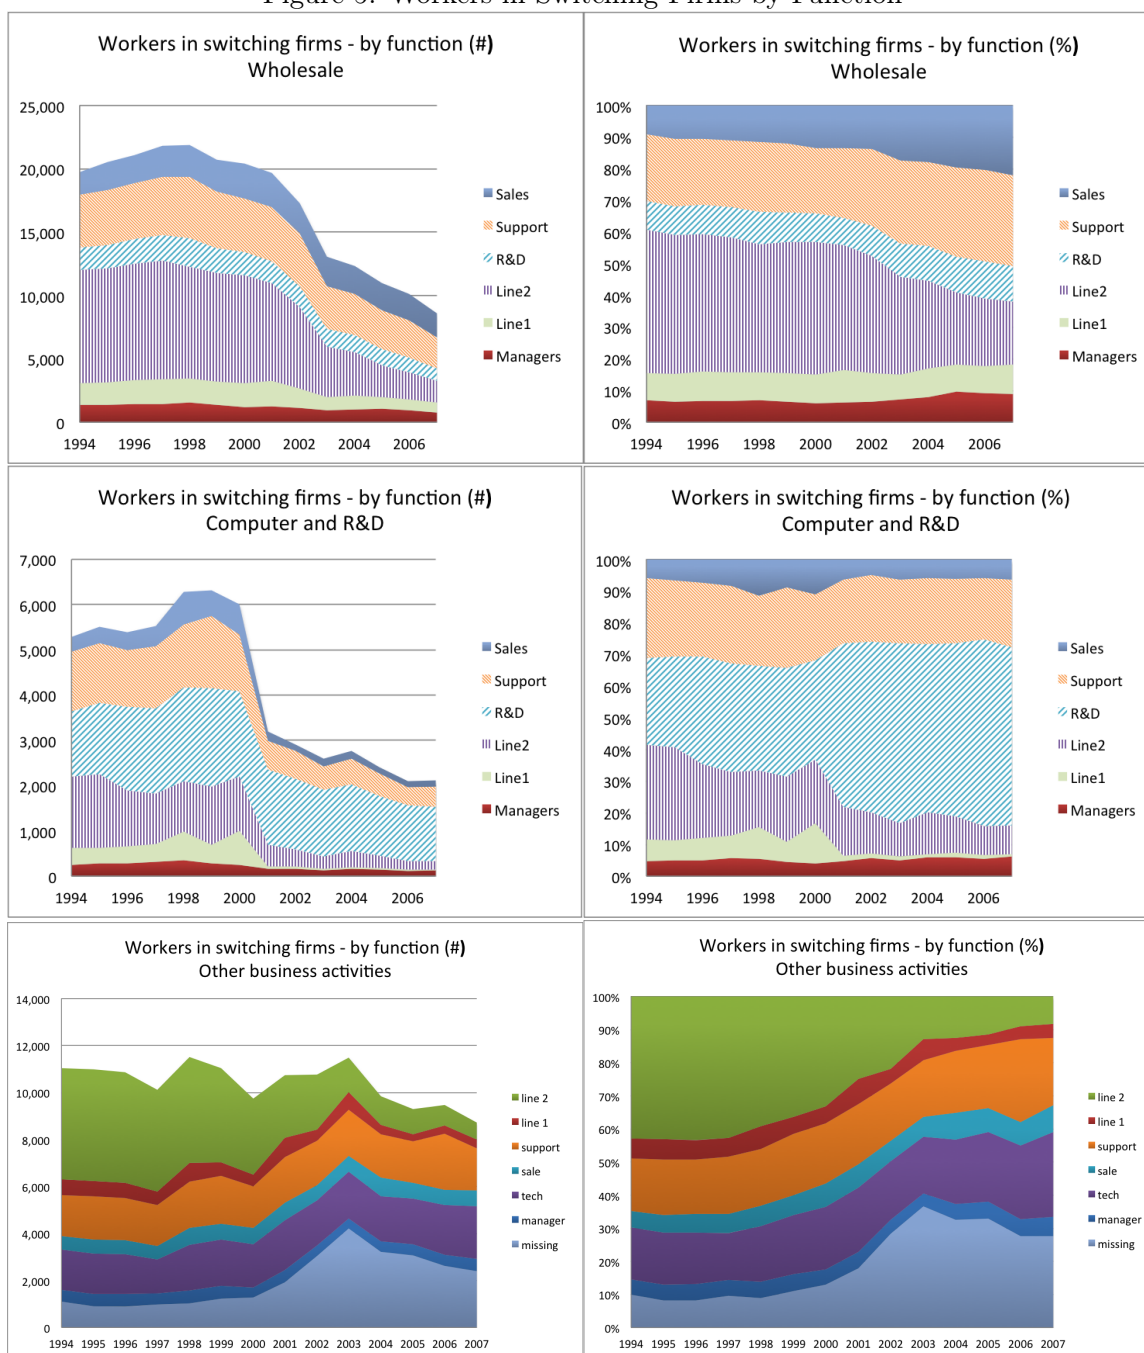 Workers in switching firms - by function (#)
Wholesale
25,000
20,000
15,000
10,000
5,000
0
1994 1996 1998 2000 2002 2004 2006
Sales
Support
R&D
Line2
Line1
Managers
Workers in switching firms - by function (%)
Wholesale
100%
90%
80%
70%
60%
50%
40%
30%
20%
10%
0%
1994 1996 1998 2000 2002 2004 2006
Sales
Support
R&D
Line2
Line1
Managers
Workers in switching firms - by function (#)
Computer and R&D
7,000
6,000
5,000
4,000
3,000
2,000
1,000
0
1994 1996 1998 2000 2002 2004 2006
Sales
Support
R&D
Line2
Line1
Managers
Workers in switching firms - by function (%)
Computer and R&D
100%
90%
80%
70%
60%
50%
40%
30%
20%
10%
0%
1994 1996 1998 2000 2002 2004 2006
Sales
Support
R&D
Line2
Line1
Managers
Workers in switching firms - by function (#)
Other business activities
14,000
12,000
10,000
8,000
6,000
4,000
2,000
0
1994 1995 1996 1997 1998 1999 2000 2001 2002 2003 2004 2005 2006 2007
line 2
line 1
support
sale
tech
manager
missing
Workers in switching firms - by function (%)
Other business activities
100%
90%
80%
70%
60%
50%
40%
30%
20%
10%
0%
1994 1995 1996 1997 1998 1999 2000 2001 2002 2003 2004 2005 2006 2007
line 2
line 1
support
sale
tech
manager
missing